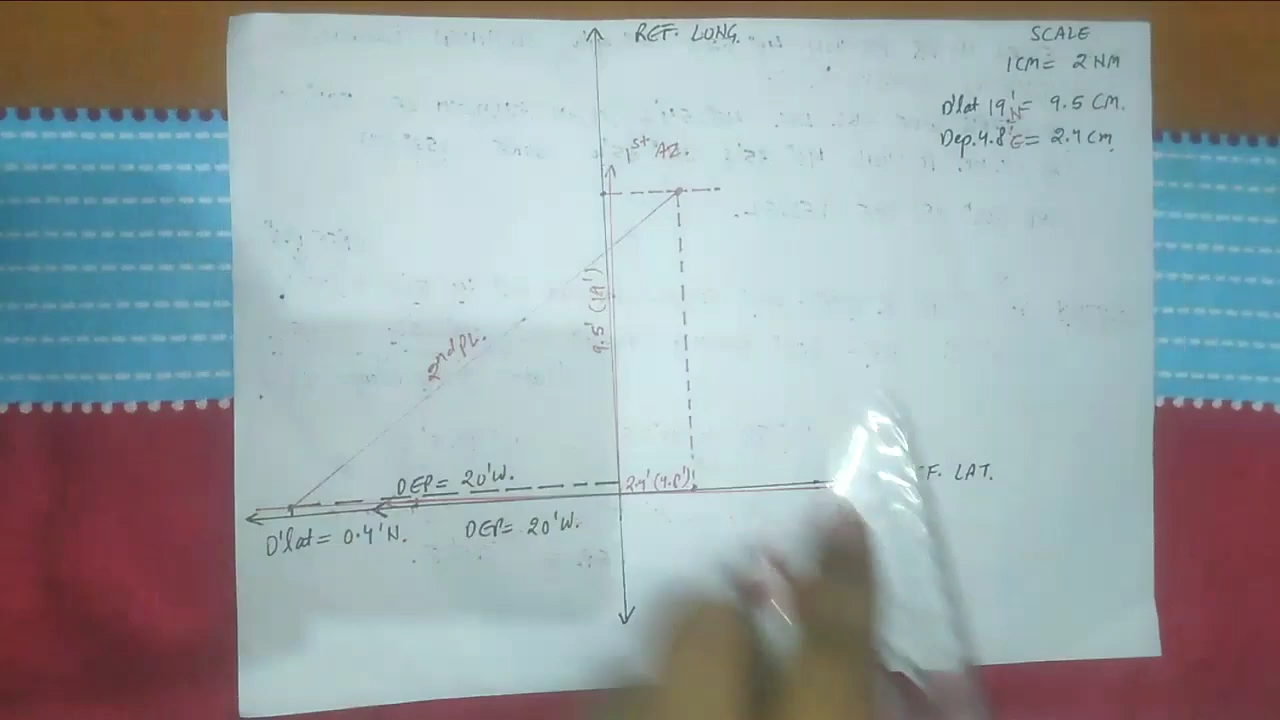 REF. LONG.
SCALE
1CM = 2 NM
D'lat 19'N = 9.5 CM.
Dep. 4.8'E = 2.4 cm
1st AZ.
9.5' (19')
2nd PL.
DEP = 20'W.
2.4' (4.8')
F. LAT.
D'lat = 0.4'N.
DEP = 20'W.